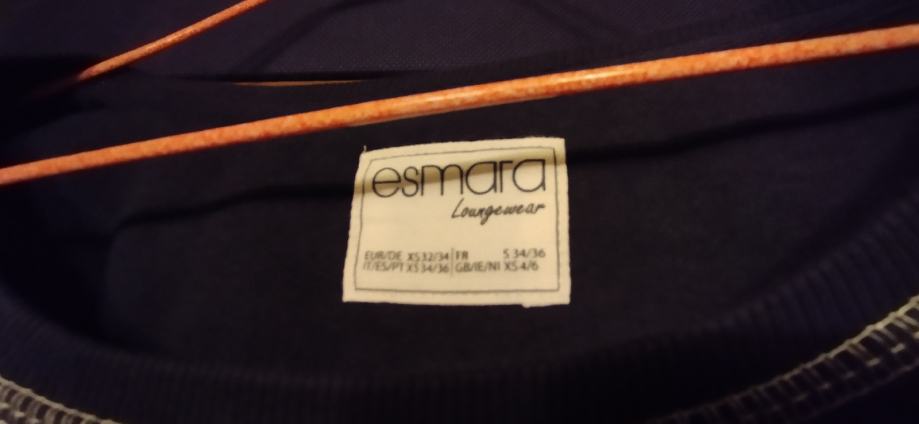 esmara
Loungewear
EUR/DE XS 32/34 FR S 34/36
IT/ES/PT XS 34/36 GB/IE/NI XS 4/6